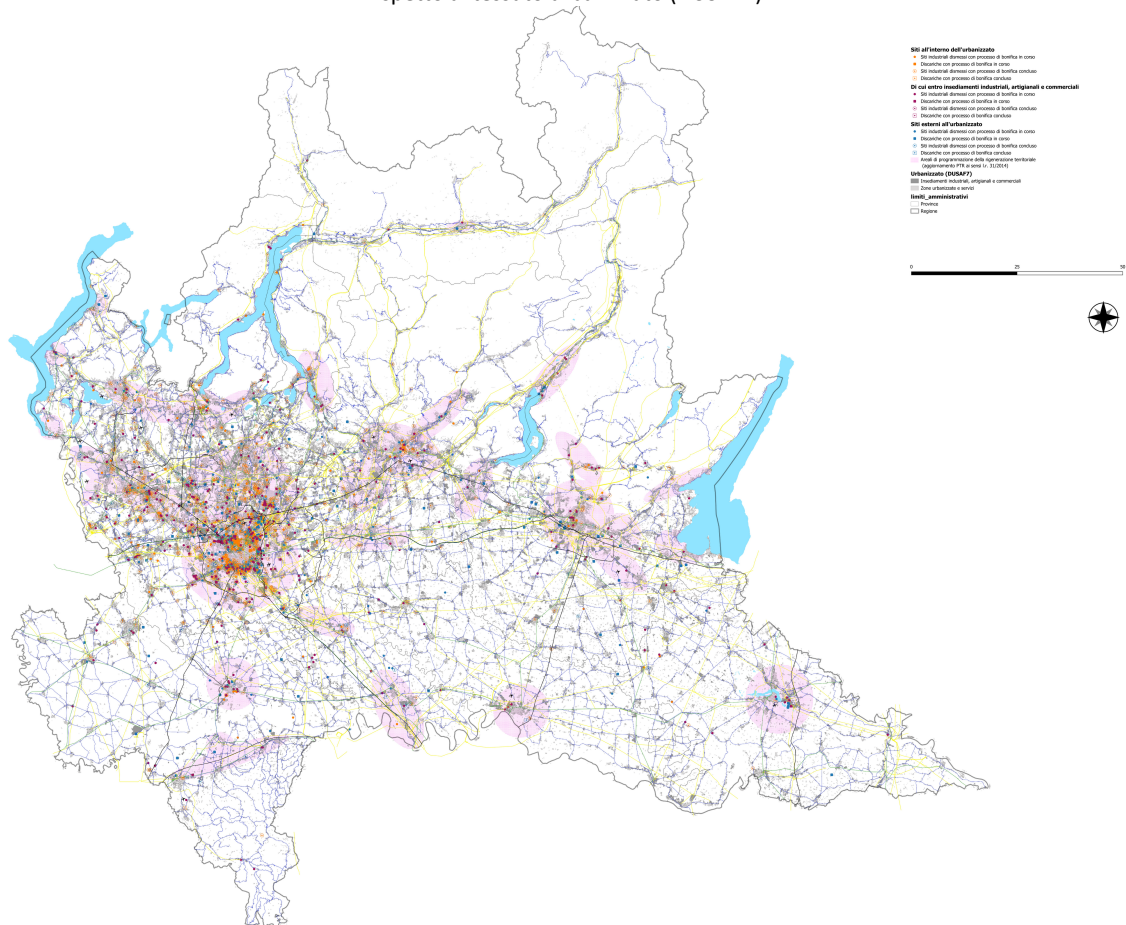 Siti all'interno dell'urbanizzato
Siti industriali dismessi con processo di bonifica in corso
Discariche con processo di bonifica in corso
Siti industriali dismessi con processo di bonifica concluso
Discariche con processo di bonifica concluso
Di cui entro insediamenti industriali, artigianali e commerciali
Siti industriali dismessi con processo di bonifica in corso
Discariche con processo di bonifica in corso
Siti industriali dismessi con processo di bonifica concluso
Discariche con processo di bonifica concluso
Siti esterni all'urbanizzato
Siti industriali dismessi con processo di bonifica in corso
Discariche con processo di bonifica in corso
Siti industriali dismessi con processo di bonifica concluso
Discariche con processo di bonifica concluso
Areali di programmazione della rigenerazione territoriale
(aggiornamento PTR ai sensi l.r. 31/2014)
Urbanizzato (DUSAF7)
Insediamenti industriali, artigianali e commerciali
Zone urbanizzate e servizi
limiti_amministrativi
Province
Regione
0 25 50